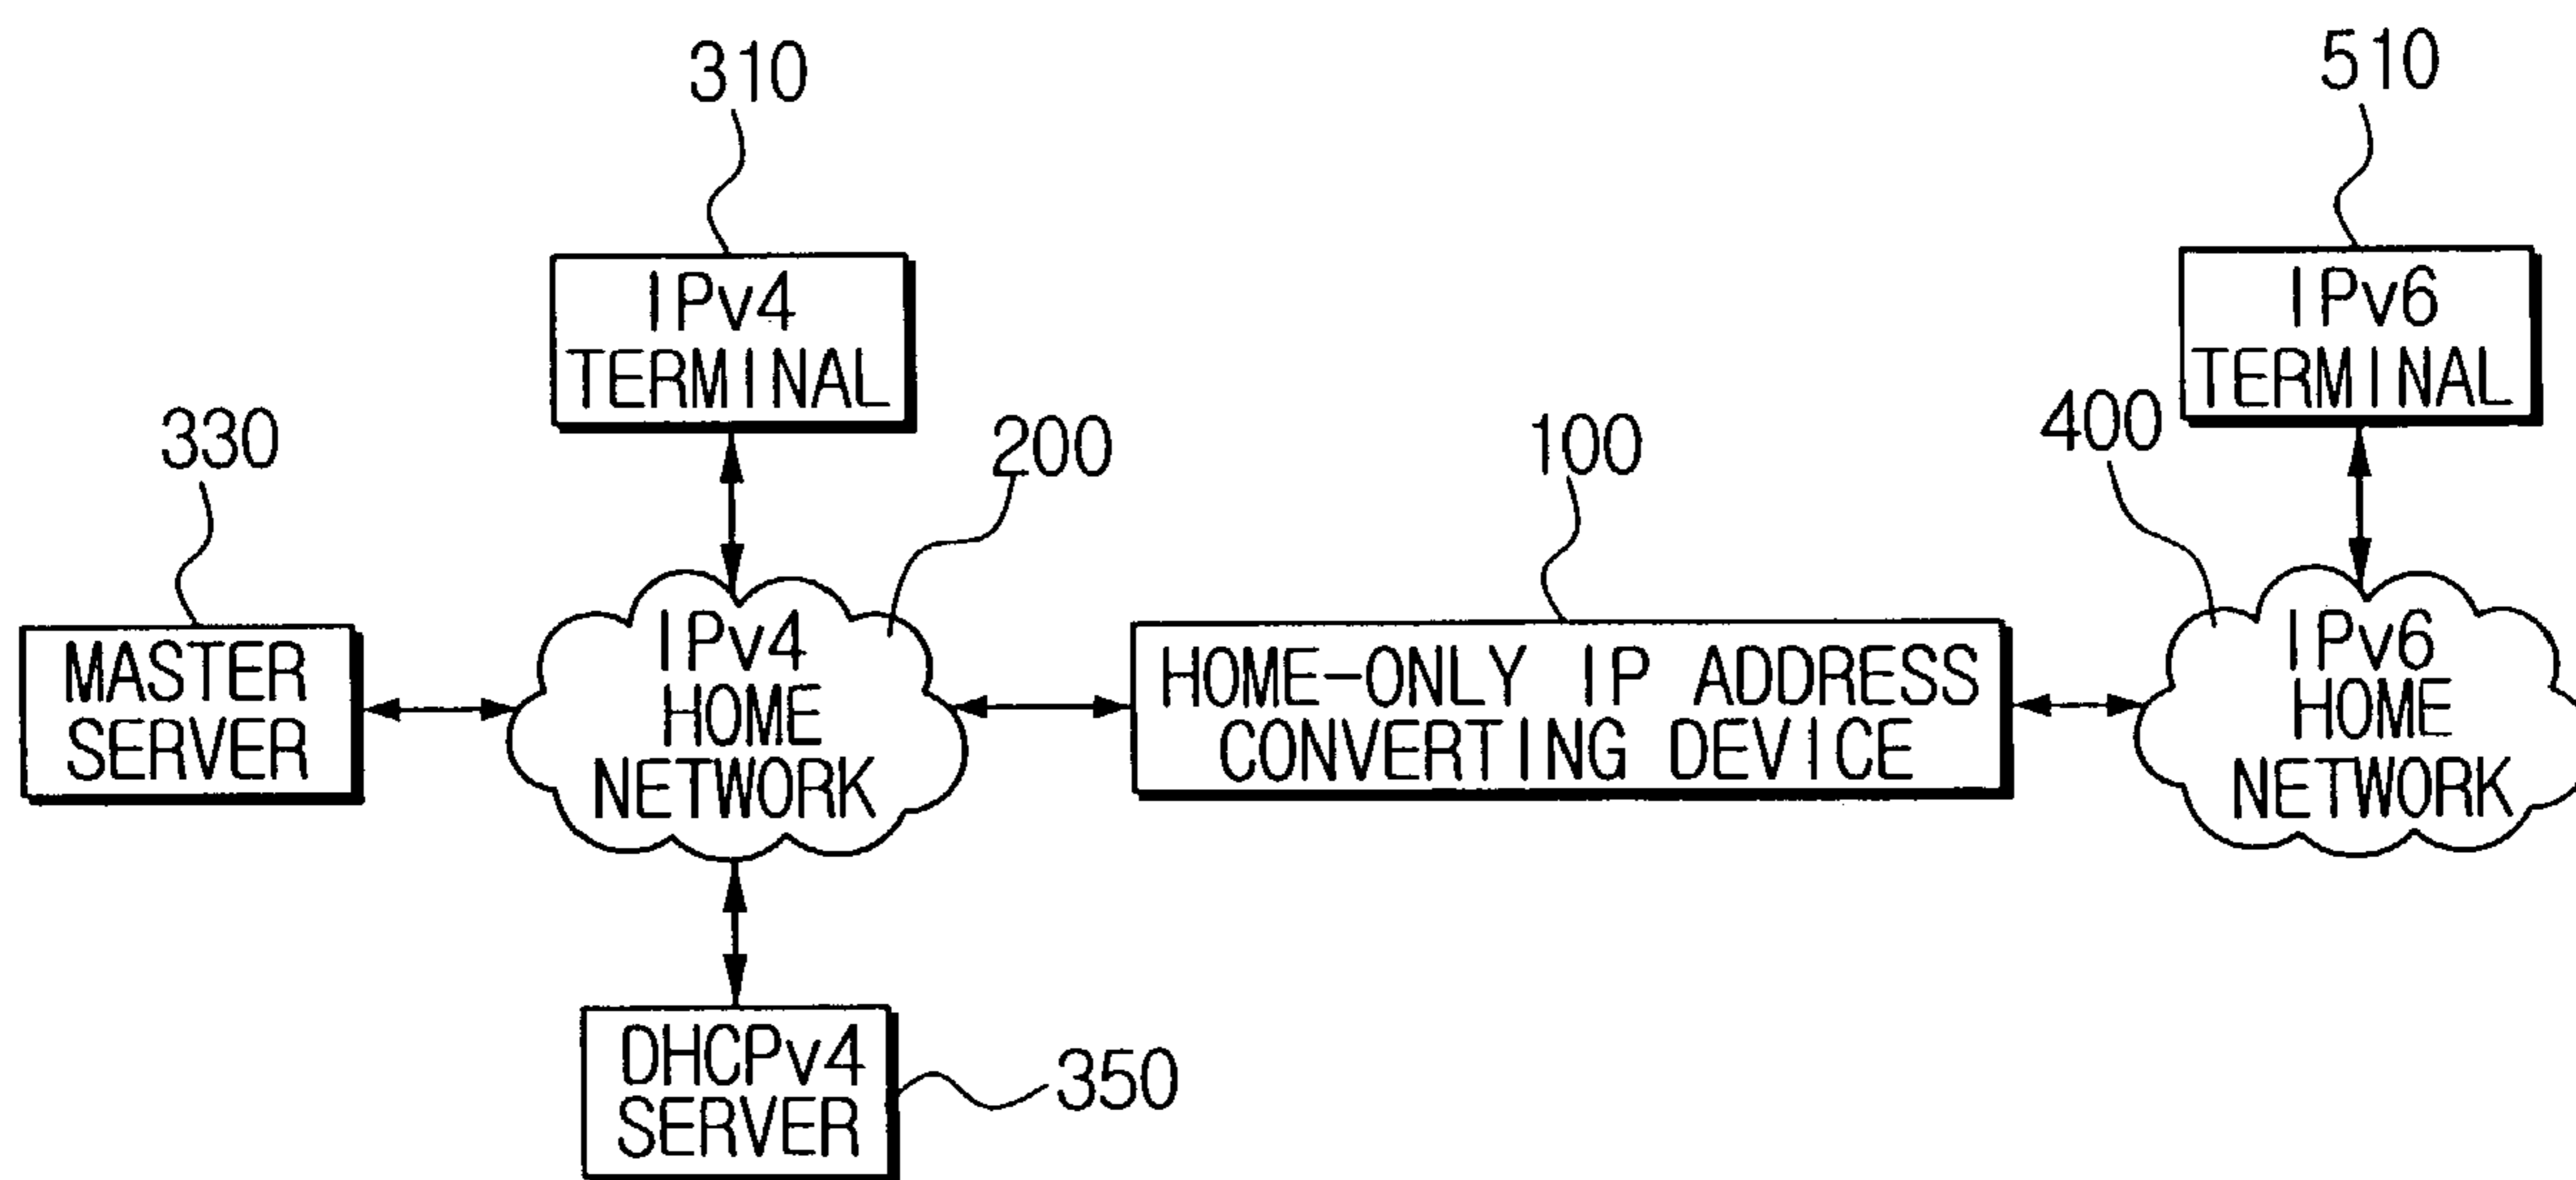 310
510
IPv4
TERMINAL
IPv6
TERMINAL
330
200
100
400
MASTER
SERVER
IPv4
HOME
NETWORK
HOME-ONLY IP ADDRESS
CONVERTING DEVICE
IPv6
HOME
NETWORK
DHCPv4
SERVER
350